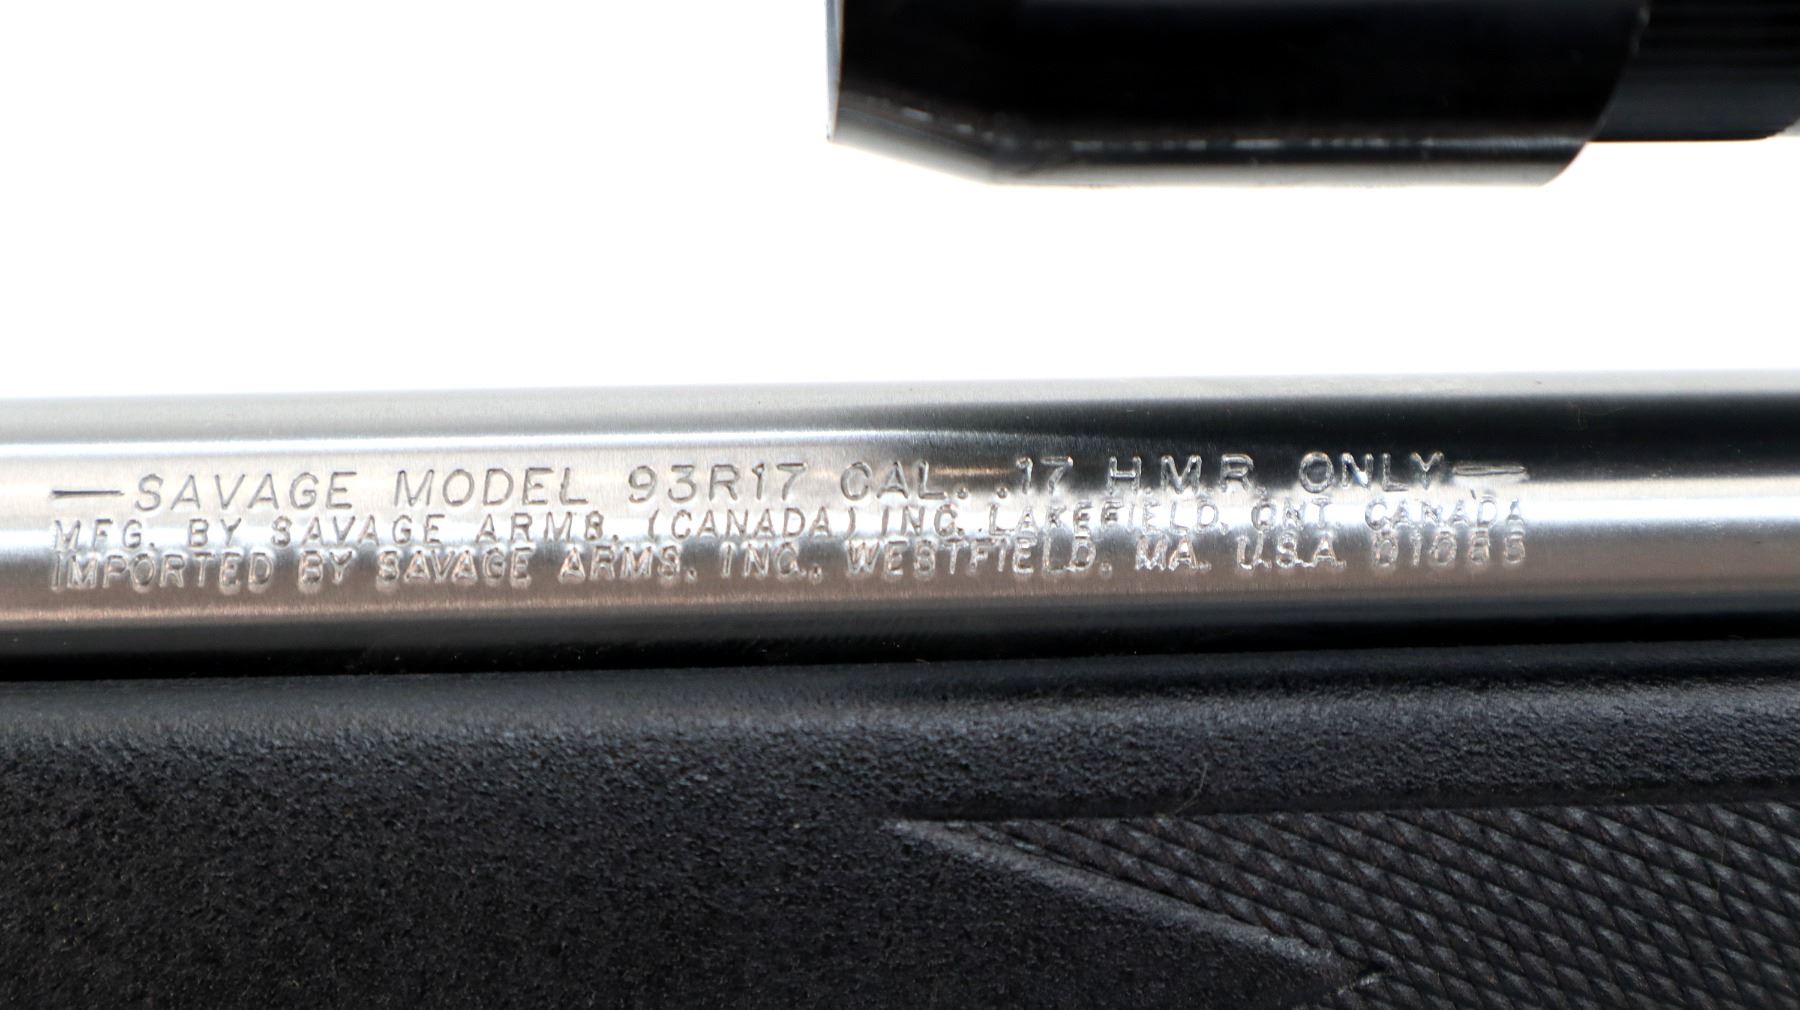 —SAVAGE MODEL 93R17 CAL. .17 H.M.R. ONLY—
MFG. BY SAVAGE ARMS, (CANADA) INC. LAKEFIELD, ONT. CANADA
IMPORTED BY SAVAGE ARMS, INC., WESTFIELD, MA. U.S.A. 01085